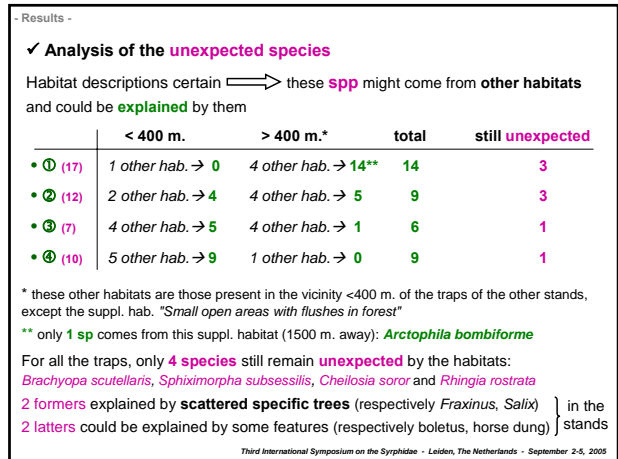 - Results -
✓ Analysis of the unexpected species
Habitat descriptions certain ⟹ these spp might come from other habitats
and could be explained by them
< 400 m. > 400 m.* total still unexpected
• ① (17) 1 other hab. → 0 4 other hab. → 14** 14 3
• ② (12) 2 other hab. → 4 4 other hab. → 5 9 3
• ③ (7) 4 other hab. → 5 4 other hab. → 1 6 1
• ④ (10) 5 other hab. → 9 1 other hab. → 0 9 1
* these other habitats are those present in the vicinity <400 m. of the traps of the other stands,
except the suppl. hab. "Small open areas with flushes in forest"
** only 1 sp comes from this suppl. habitat (1500 m. away): Arctophila bombiforme
For all the traps, only 4 species still remain unexpected by the habitats:
Brachyopa scutellaris, Sphiximorpha subsessilis, Cheilosia soror and Rhingia rostrata
2 formers explained by scattered specific trees (respectively Fraxinus, Salix) in the
2 latters could be explained by some features (respectively boletus, horse dung) stands
Third International Symposium on the Syrphidae - Leiden, The Netherlands - September 2-5, 2005